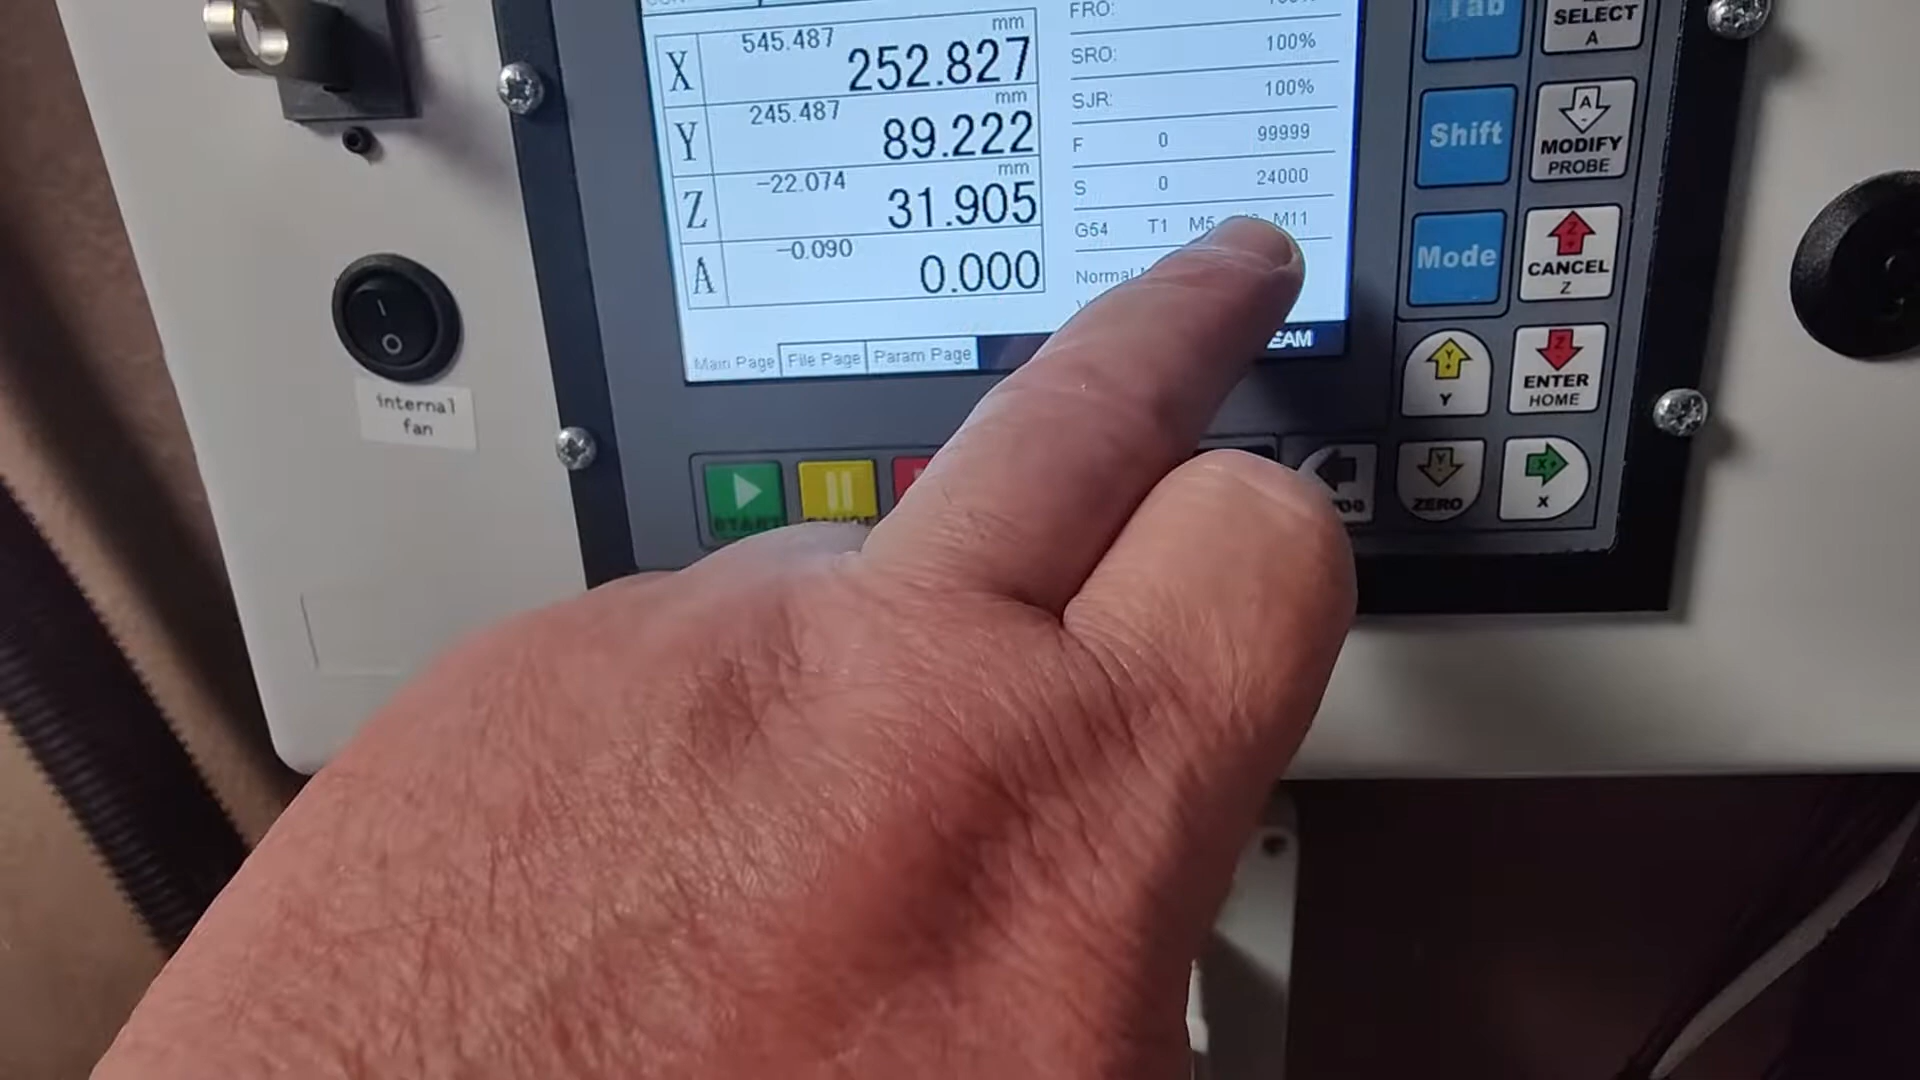 mm
X 545.487 252.827
mm
Y 245.487 89.222
mm
Z -22.074 31.905
A -0.090 0.000
FRO:
SRO: 100%
SJR: 100%
F 0 99999
S 0 24000
G54 T1 M5 M11
Normal
Main Page File Page Param Page
Tab
Shift
Mode
SELECT
A
A
MODIFY
PROBE
Z
CANCEL
Z
Z-
ENTER
HOME
Y
Y
Y-
ZERO
X+
X
START
PAUSE
I
O
internal
fan